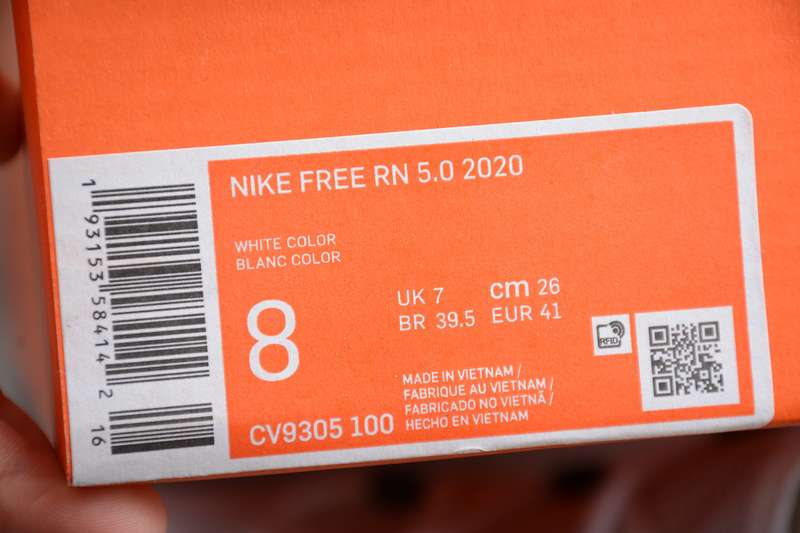 NIKE FREE RN 5.0 2020
WHITE COLOR
BLANC COLOR
8
UK 7 cm 26
BR 39.5 EUR 41
RFID
MADE IN VIETNAM /
FABRIQUE AU VIETNAM /
FABRICADO NO VIETNÃ /
HECHO EN VIETNAM
CV9305 100
1 93153 58414 2
16